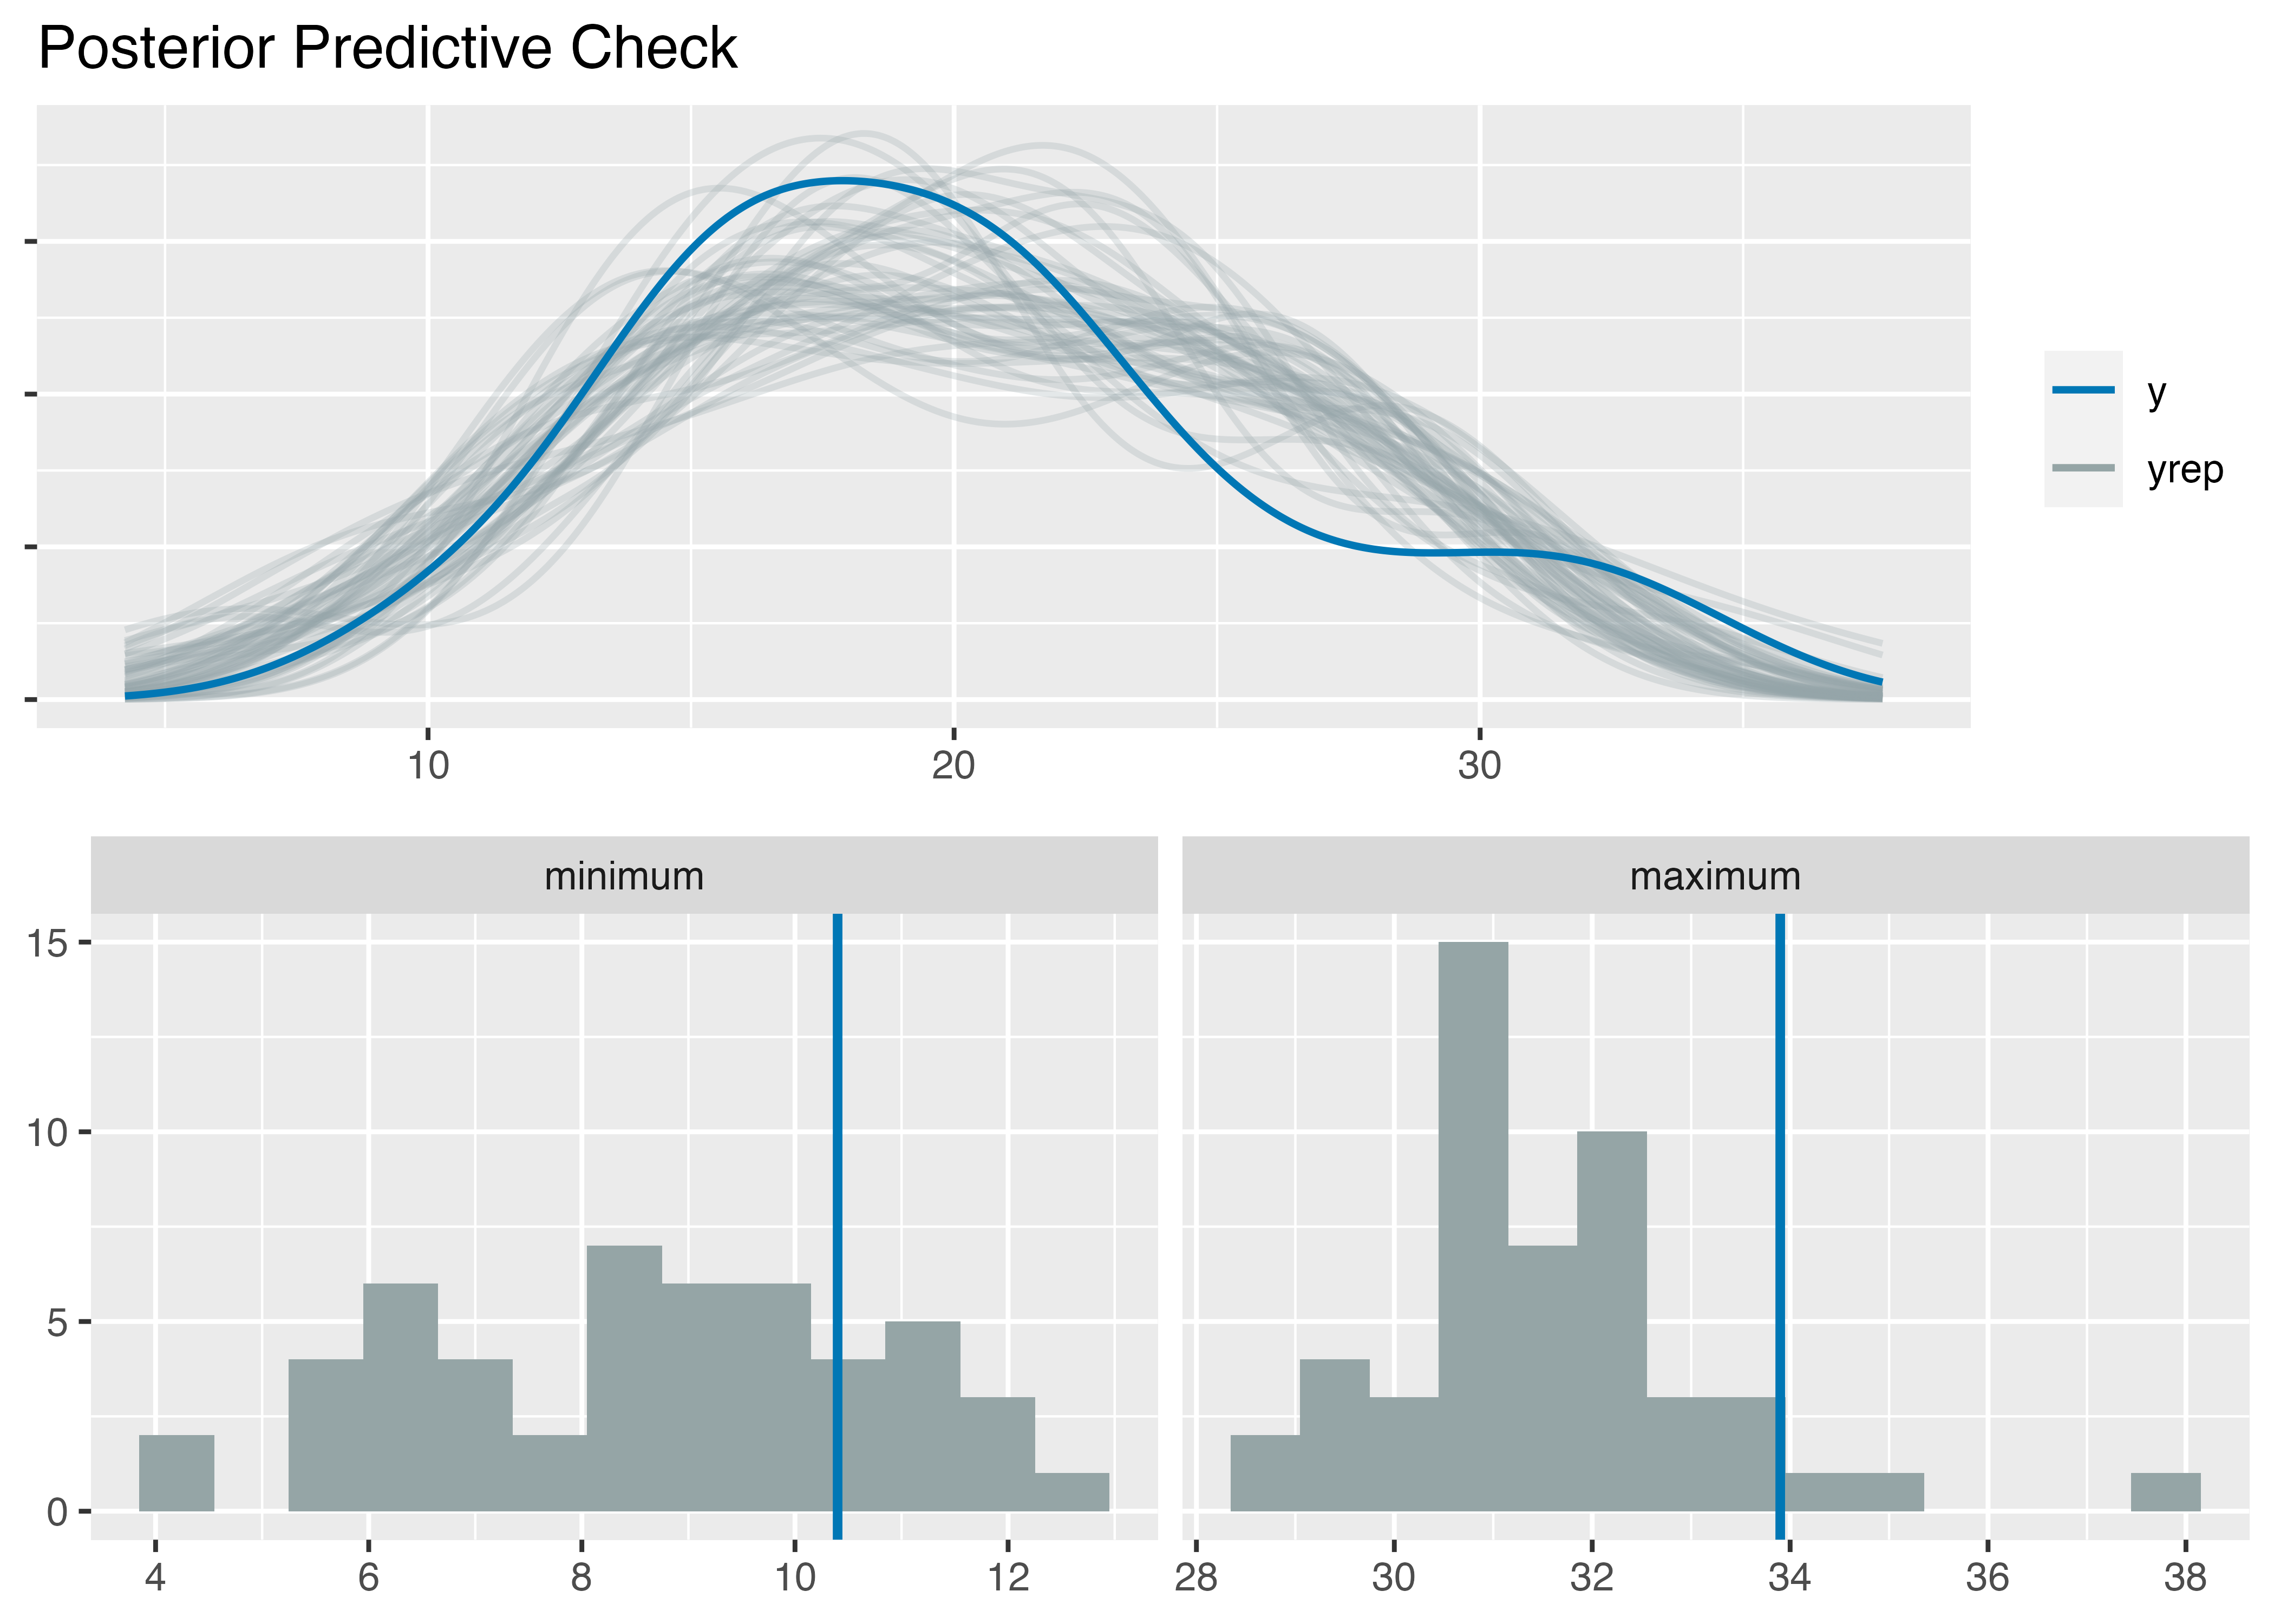 Posterior Predictive Check
y
yrep
10 20 30
minimum maximum
15
10
5
0
4 6 8 10 12 28 30 32 34 36 38